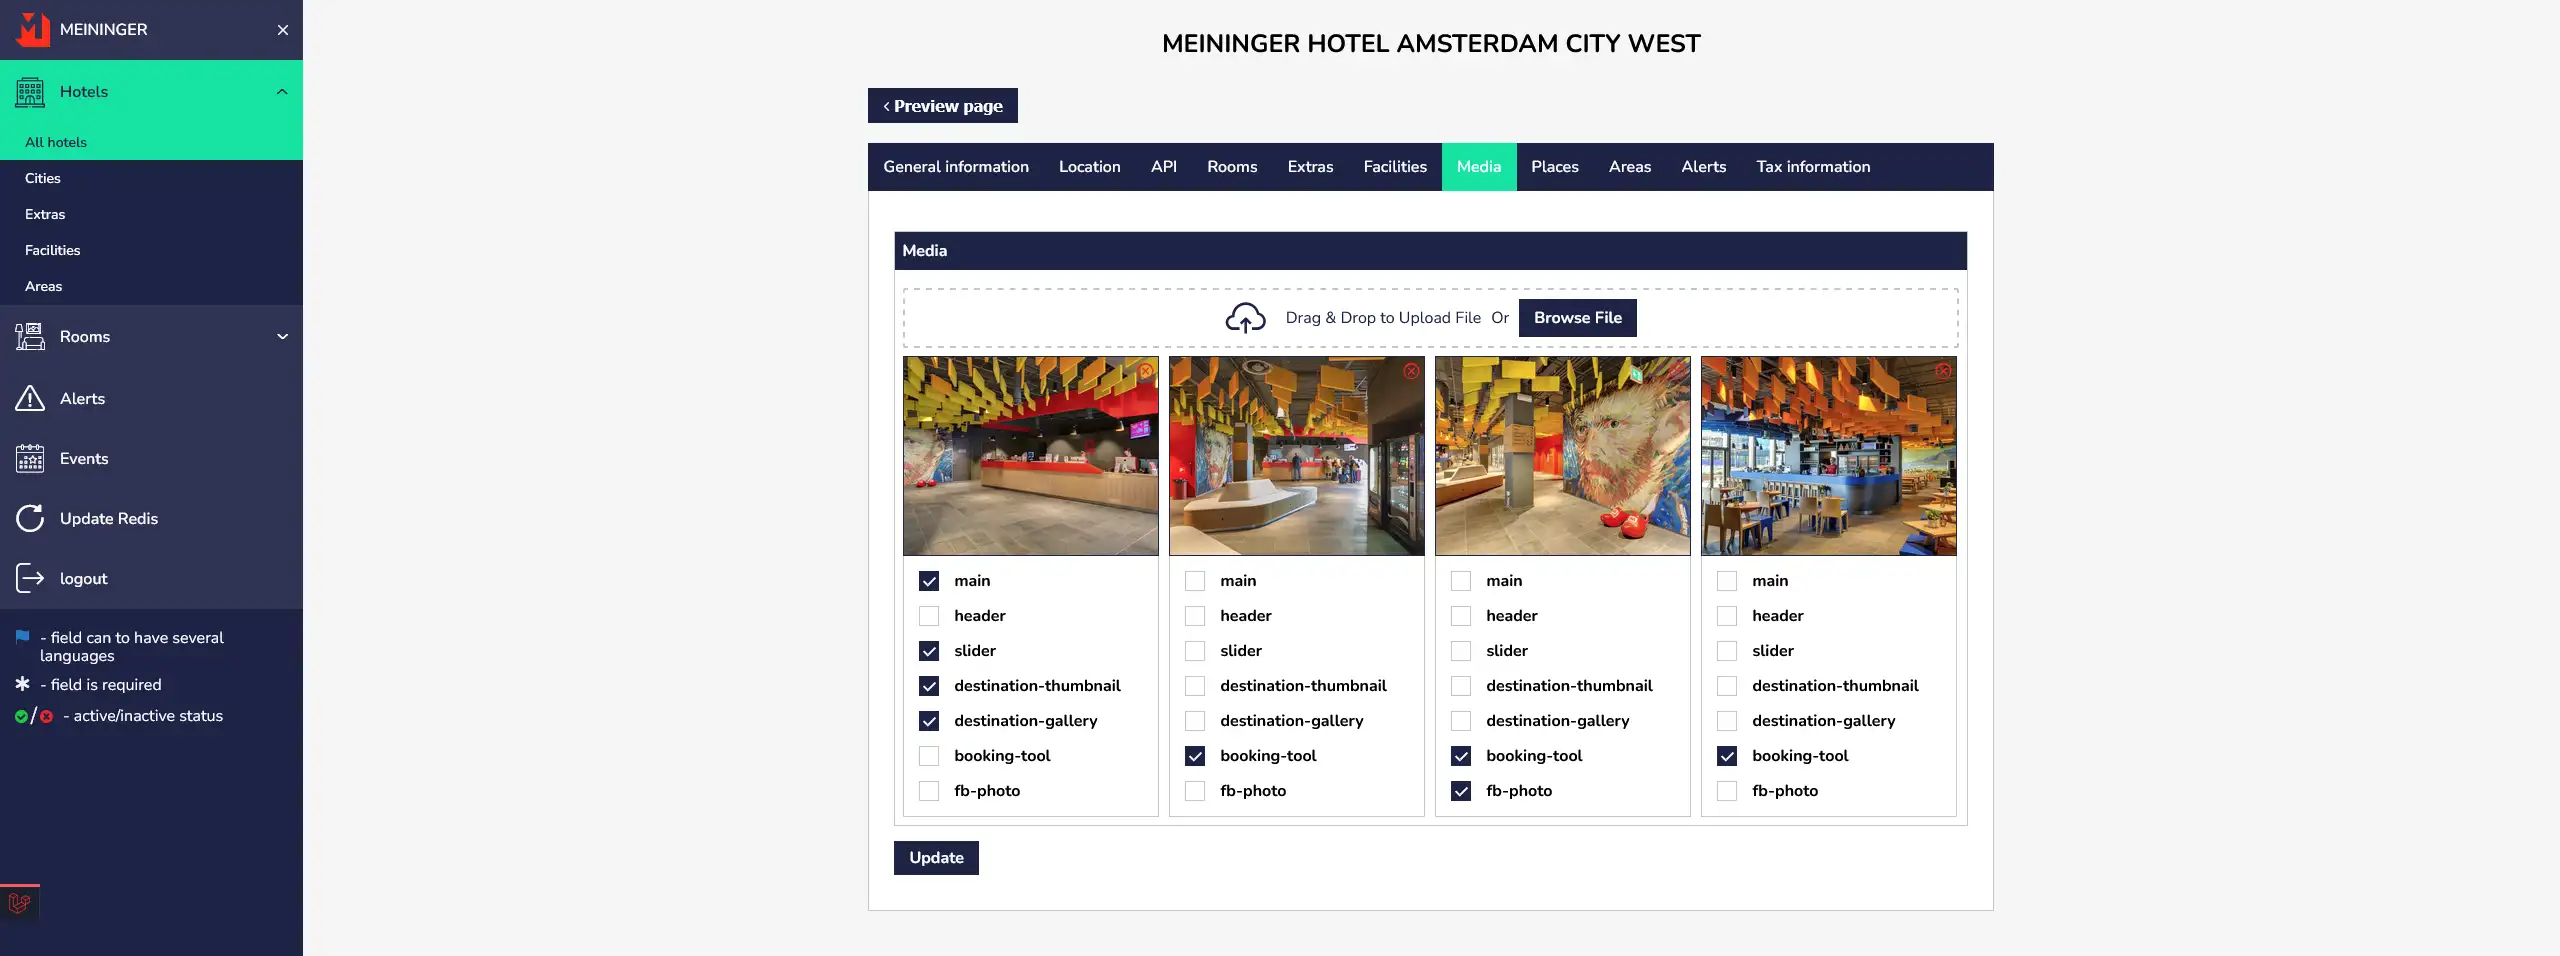 MEININGER
Hotels
All hotels
Cities
Extras
Facilities
Areas
Rooms
Alerts
Events
Update Redis
logout
- field can to have several
languages
- field is required
/ - active/inactive status
MEININGER HOTEL AMSTERDAM CITY WEST
Preview page
General information Location API Rooms Extras Facilities Media Places Areas Alerts Tax information
Media
Drag & Drop to Upload File Or Browse File
main
header
slider
destination-thumbnail
destination-gallery
booking-tool
fb-photo
main
header
slider
destination-thumbnail
destination-gallery
booking-tool
fb-photo
main
header
slider
destination-thumbnail
destination-gallery
booking-tool
fb-photo
main
header
slider
destination-thumbnail
destination-gallery
booking-tool
fb-photo
Update